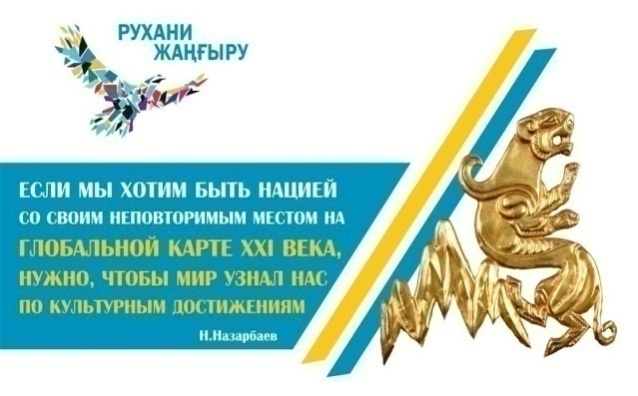 РУХАНИ
ЖАҢҒЫРУ
ЕСЛИ МЫ ХОТИМ БЫТЬ НАЦИЕЙ
СО СВОИМ НЕПОВТОРИМЫМ МЕСТОМ НА
ГЛОБАЛЬНОЙ КАРТЕ XXI ВЕКА,
НУЖНО, ЧТОБЫ МИР УЗНАЛ НАС
ПО КУЛЬТУРНЫМ ДОСТИЖЕНИЯМ
Н.Назарбаев